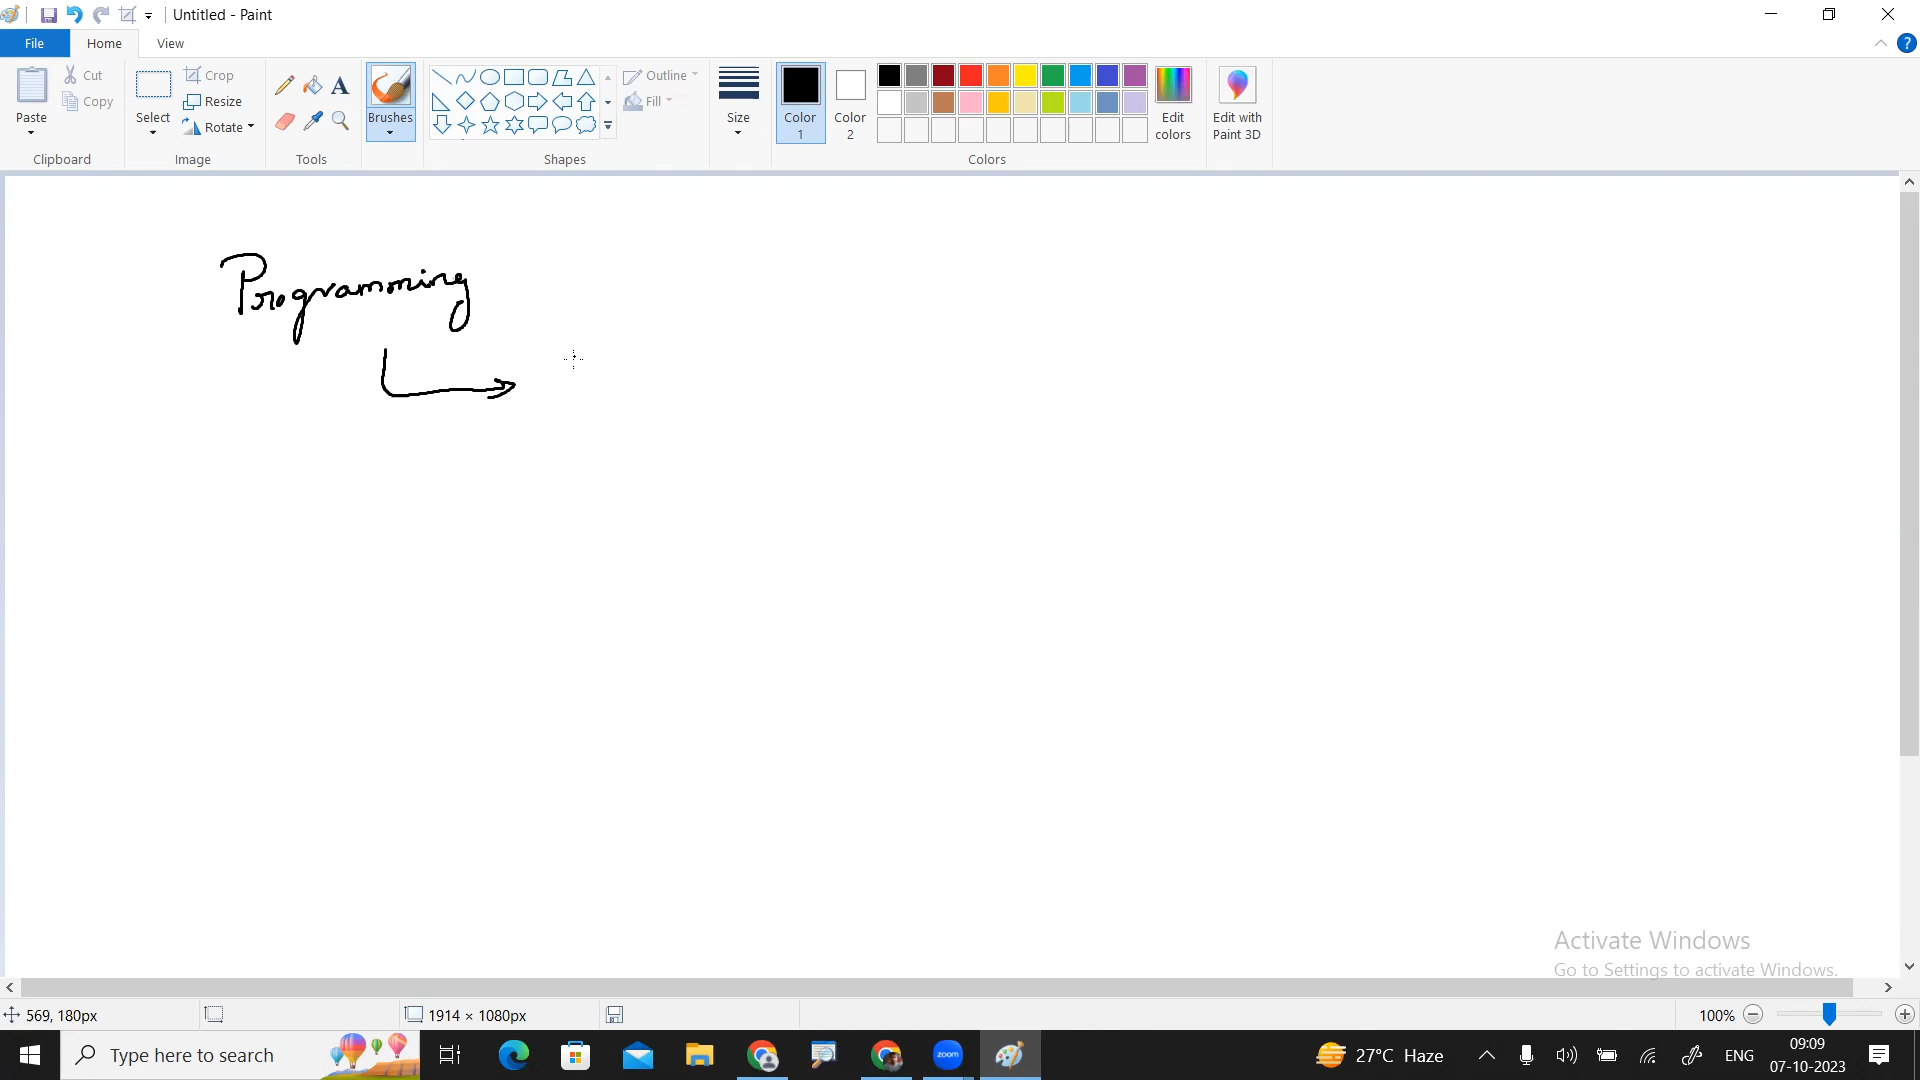 Untitled - Paint
File Home View
Paste Cut Copy Clipboard
Select Crop Resize Rotate Image
Tools
Brushes
Shapes
Outline Fill
Size
Color 1 Color 2
Colors
Edit colors
Edit with Paint 3D
Programming
Activate Windows
Go to Settings to activate Windows.
569, 180px 1914 × 1080px 100%
Type here to search zoom 27°C Haze ENG 09:09
07-10-2023